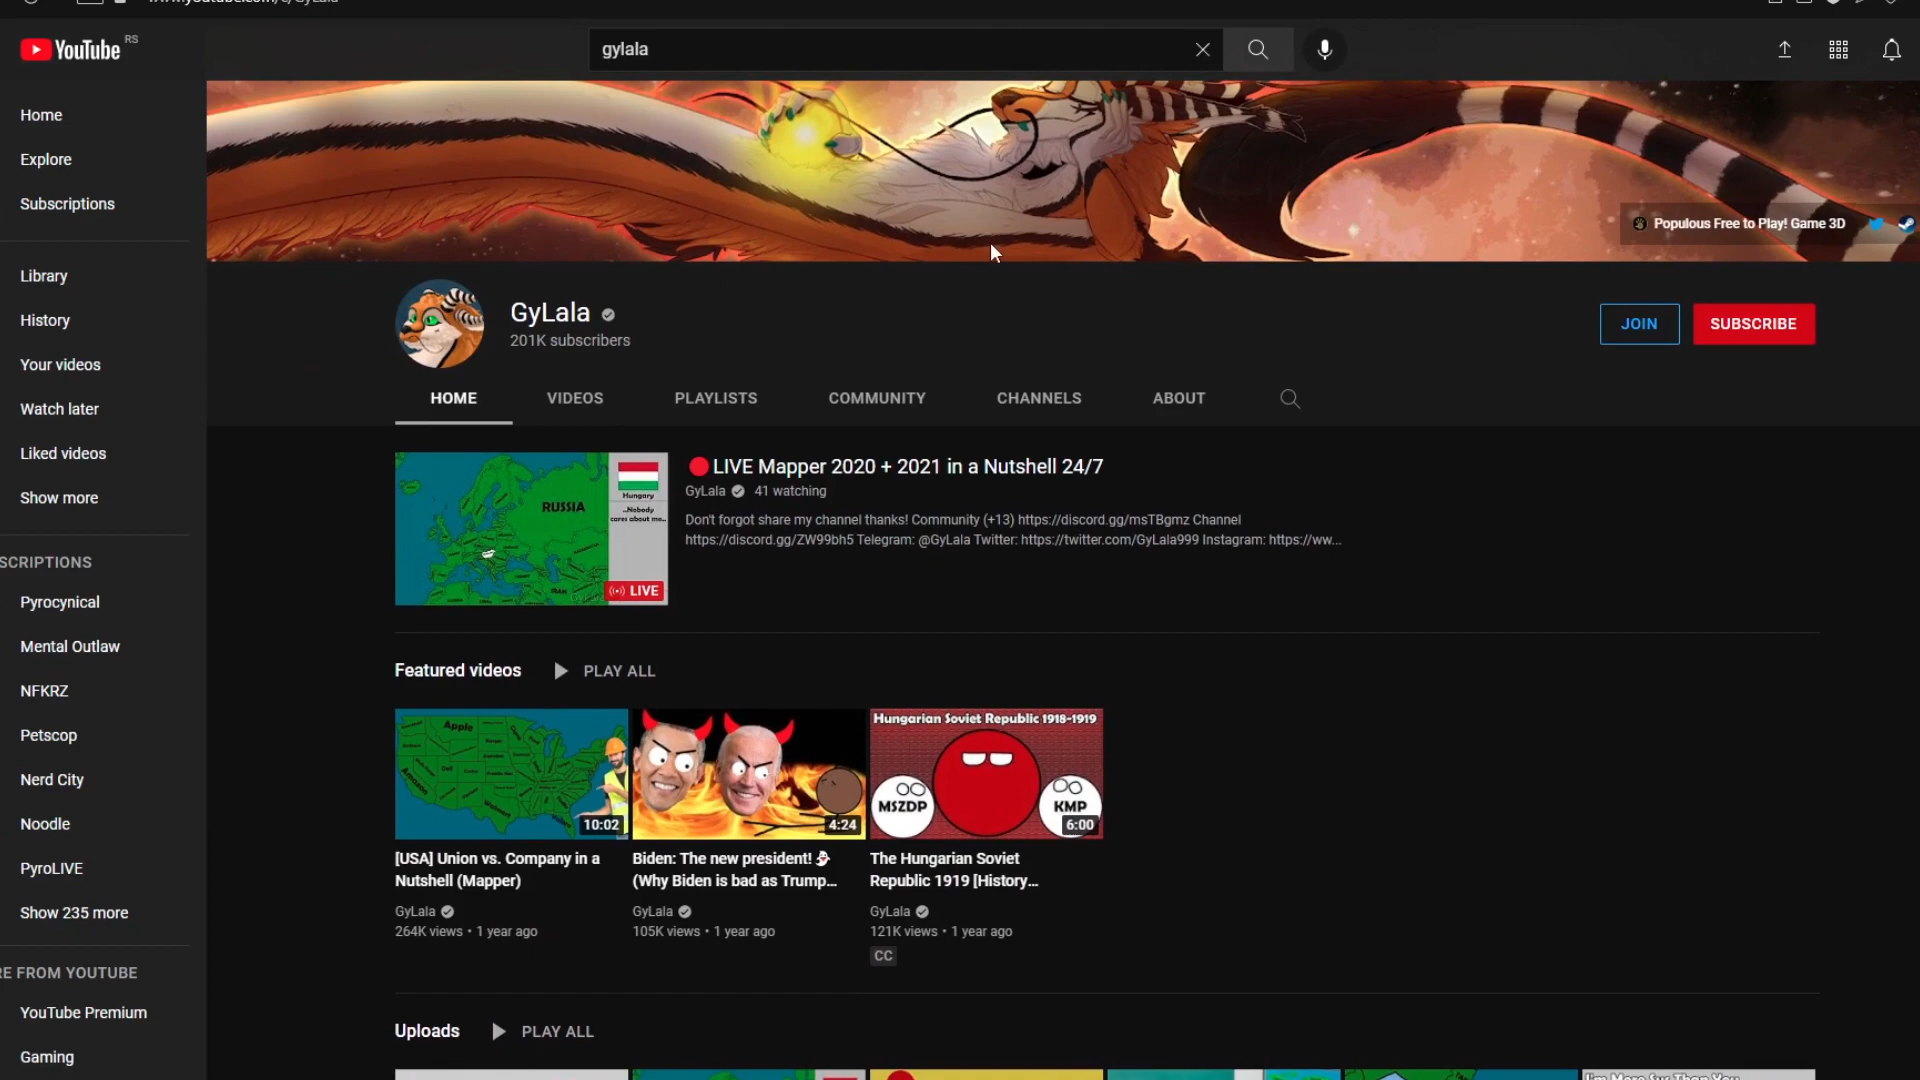 YouTube RS
gylala
Home
Explore
Subscriptions
Library
History
Your videos
Watch later
Liked videos
Show more
SCRIPTIONS
Pyrocynical
Mental Outlaw
NFKRZ
Petscop
Nerd City
Noodle
PyroLIVE
Show 235 more
RE FROM YOUTUBE
YouTube Premium
Gaming
Populous Free to Play! Game 3D
GyLala
201K subscribers
JOIN
SUBSCRIBE
HOME
VIDEOS
PLAYLISTS
COMMUNITY
CHANNELS
ABOUT
RUSSIA
Hungary
..Nobody
cares about me..
LIVE
LIVE Mapper 2020 + 2021 in a Nutshell 24/7
GyLala 41 watching
Don't forgot share my channel thanks! Community (+13) https://discord.gg/msTBgmz Channel
https://discord.gg/ZW99bh5 Telegram: @GyLala Twitter: https://twitter.com/GyLala999 Instagram: https://ww...
Featured videos
PLAY ALL
Apple
Dell
Amazon
Walmart
10:02
[USA] Union vs. Company in a
Nutshell (Mapper)
GyLala
264K views • 1 year ago
4:24
Biden: The new president!
(Why Biden is bad as Trump...
GyLala
105K views • 1 year ago
Hungarian Soviet Republic 1918-1919
MSZDP
KMP
6:00
The Hungarian Soviet
Republic 1919 [History...
GyLala
121K views • 1 year ago
CC
Uploads
PLAY ALL
I'm More Sus Than You